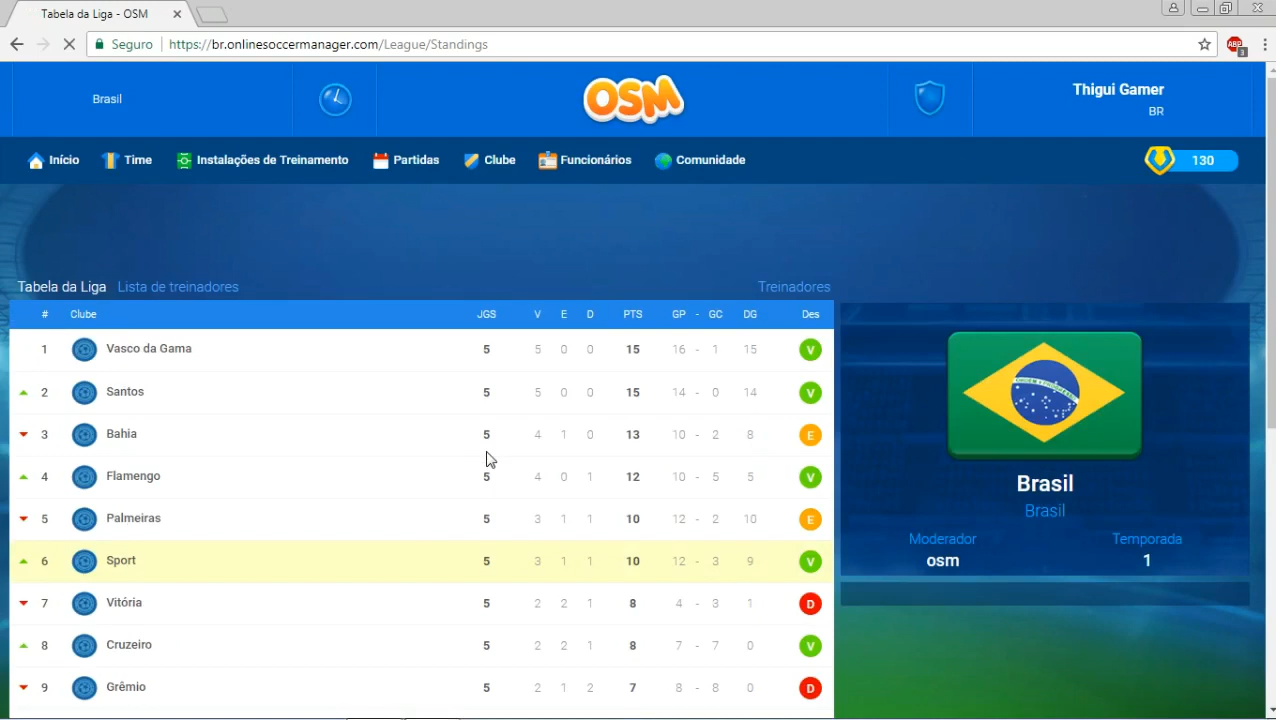 Tabela da Liga - OSM
Seguro https://br.onlinesoccermanager.com/League/Standings
ABP 3
Brasil
OSM
Thigui Gamer
BR
Início Time Instalações de Treinamento Partidas Clube Funcionários Comunidade 130
Tabela da Liga Lista de treinadores Treinadores
# Clube JGS V E D PTS GP - GC DG Des
1 Vasco da Gama 5 5 0 0 15 16 - 1 15 V
2 Santos 5 5 0 0 15 14 - 0 14 V
3 Bahia 5 4 1 0 13 10 - 2 8 E
4 Flamengo 5 4 0 1 12 10 - 5 5 V
5 Palmeiras 5 3 1 1 10 12 - 2 10 E
6 Sport 5 3 1 1 10 12 - 3 9 V
7 Vitória 5 2 2 1 8 4 - 3 1 D
8 Cruzeiro 5 2 2 1 8 7 - 7 0 V
9 Grêmio 5 2 1 2 7 8 - 8 0 D
Brasil
Brasil
Moderador Temporada
osm 1